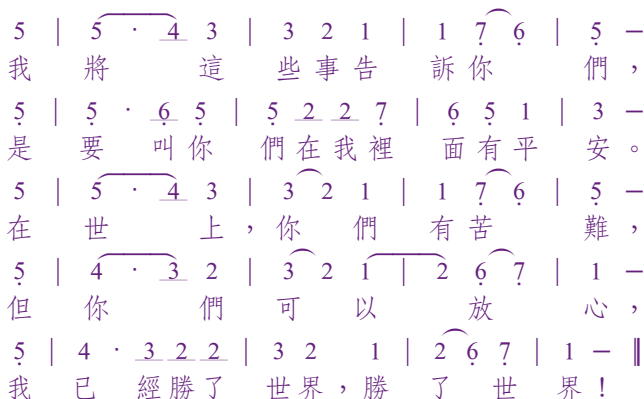 5 | 5 · 4 3 | 3 2 1 | 1 7̣ 6̣ | 5̣ –
我 將 這 些 事 告 訴 你 們，
5̣ | 5̣ · 6̣ 5̣ | 5̣ 2 2 7̣ | 6̣ 5̣ 1 | 3 –
是 要 叫 你 們 在 我 裡 面 有 平 安。
5 | 5 · 4 3 | 3 2 1 | 1 7̣ 6̣ | 5̣ –
在 世 上，你 們 有 苦 難，
5̣ | 4 · 3 2 | 3 2 1 | 2 6̣ 7̣ | 1 –
但 你 們 可 以 放 心，
5̣ | 4 · 3 2 2 | 3 2 1 | 2 6̣ 7̣ | 1 – ‖
我 已 經 勝 了 世 界，勝 了 世 界！